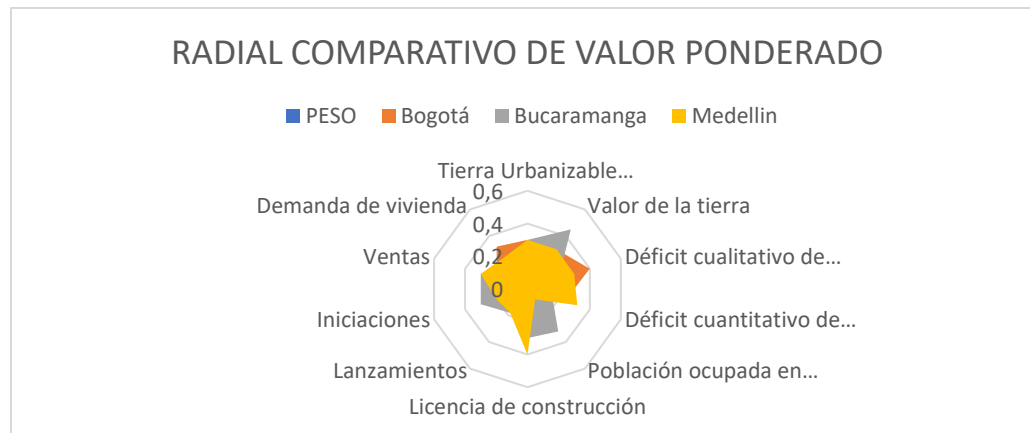 RADIAL COMPARATIVO DE VALOR PONDERADO
PESO Bogotá Bucaramanga Medellin
Tierra Urbanizable...
Valor de la tierra
Déficit cualitativo de...
Déficit cuantitativo de...
Población ocupada en...
Licencia de construcción
Lanzamientos
Iniciaciones
Ventas
Demanda de vivienda
0,6
0,4
0,2
0